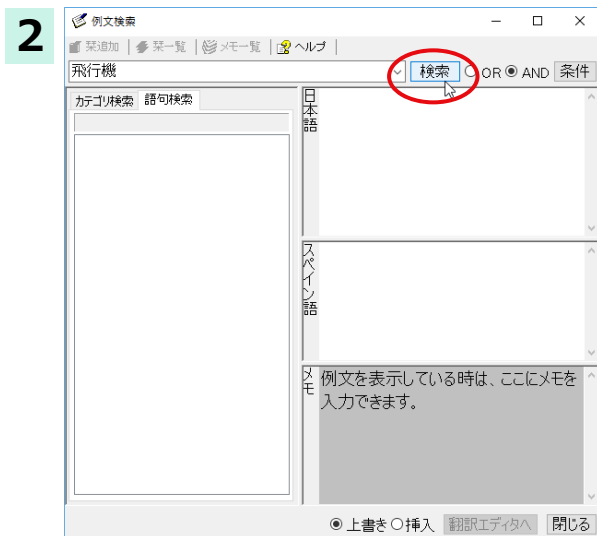 2
例文検索
栞追加 栞一覧 メモ一覧 ヘルプ
飛行機 検索 OR AND 条件
カテゴリ検索 語句検索
日本語
スペイン語
メモ
例文を表示している時は、ここにメモを
入力できます。
上書き 挿入 翻訳エディタへ 閉じる